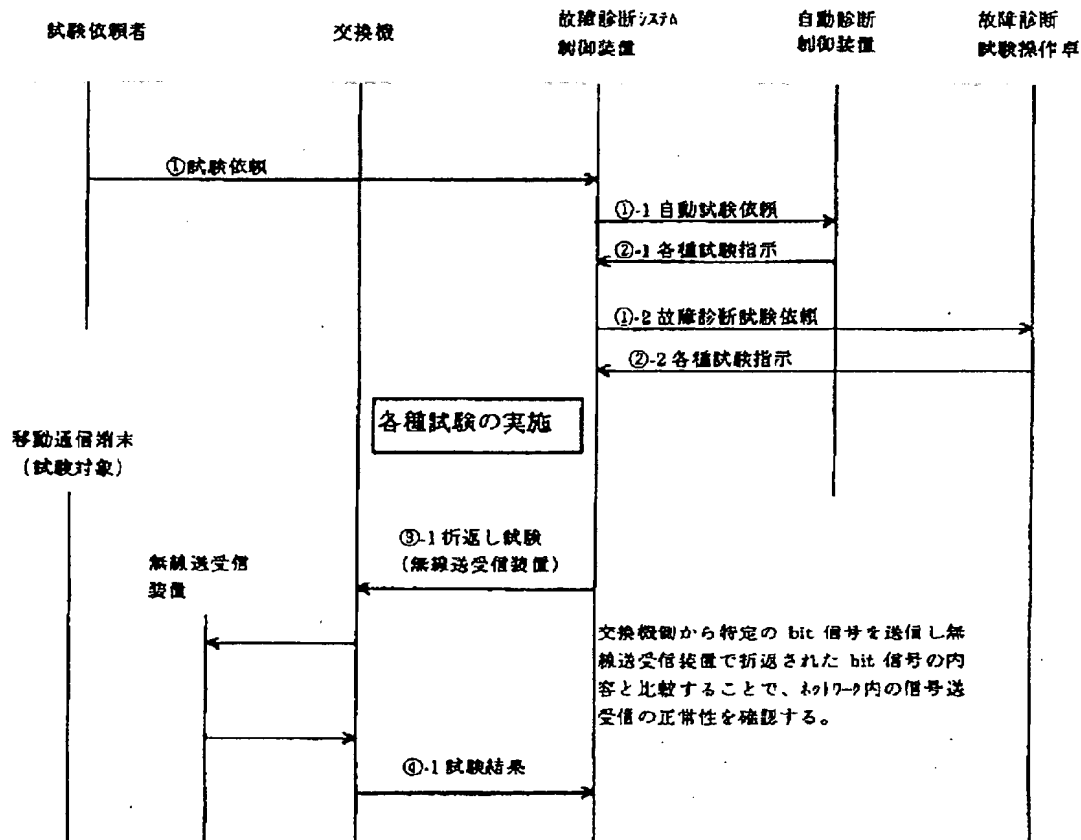 試験依頼者
交換機
故障診断システム
制御装置
自動診断
制御装置
故障診断
試験操作卓
①試験依頼
①-1 自動試験依頼
②-1 各種試験指示
①-2 故障診断試験依頼
②-2 各種試験指示
各種試験の実施
移動通信端末
(試験対象)
③-1 折返し試験
(無線送受信装置)
無線送受信
装置
交換機側から特定の bit 信号を送信し無
線送受信装置で折返された bit 信号の内
容と比較することで、ネットワーク内の信号送
受信の正常性を確認する。
④-1 試験結果